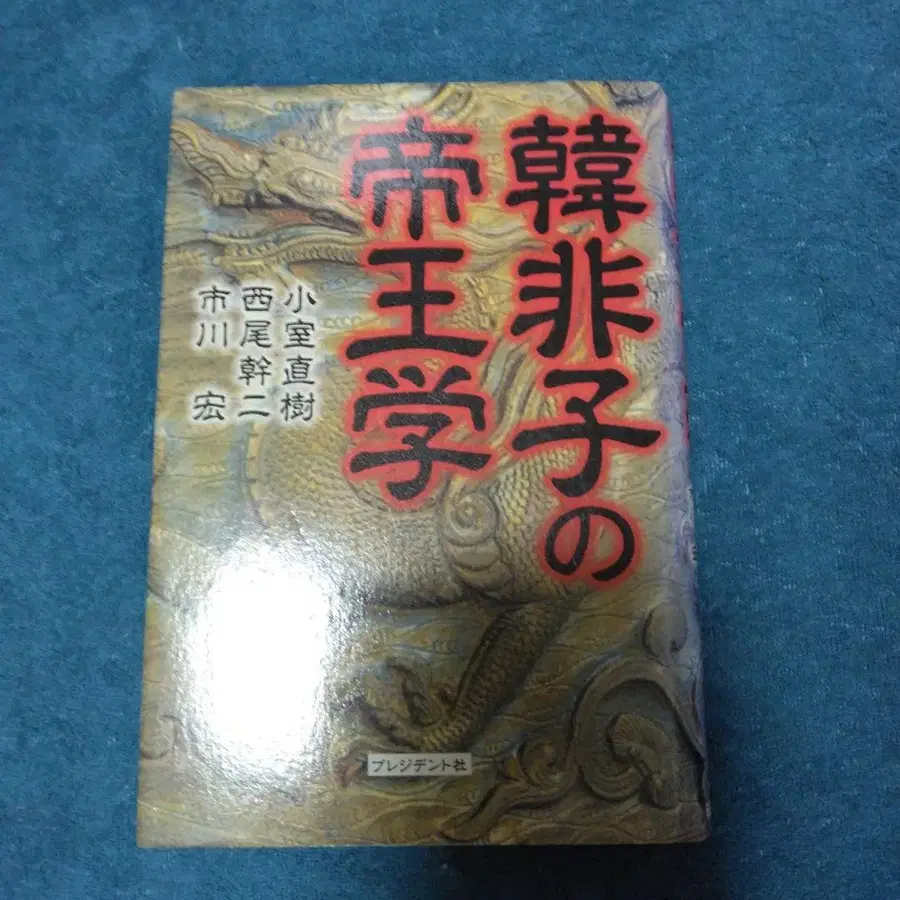 韓非子の
帝王学
小室直樹
西尾幹二
市川 宏
プレジデント社